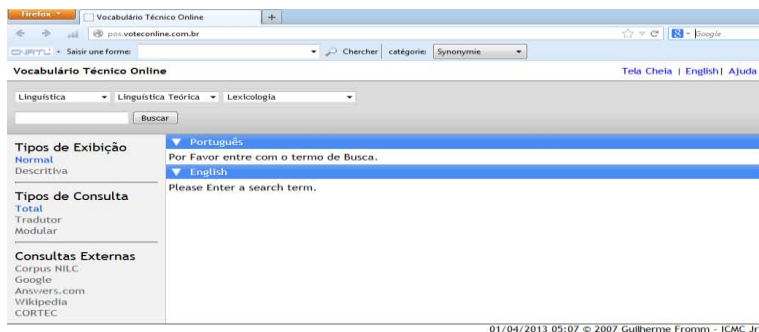 Firefox
Vocabulário Técnico Online
pos.voteconline.com.br
Google
CNRTL Saisir une forme: Chercher catégorie: Synonymie
Vocabulário Técnico Online Tela Cheia | English| Ajuda
Linguística Linguística Teórica Lexicologia
Buscar
Tipos de Exibição
Normal
Descritiva
Tipos de Consulta
Total
Tradutor
Modular
Consultas Externas
Corpus NILC
Google
Answers.com
Wikipedia
CORTEC
Português
Por Favor entre com o termo de Busca.
English
Please Enter a search term.
01/04/2013 05:07 © 2007 Guilherme Fromm - ICMC Jr